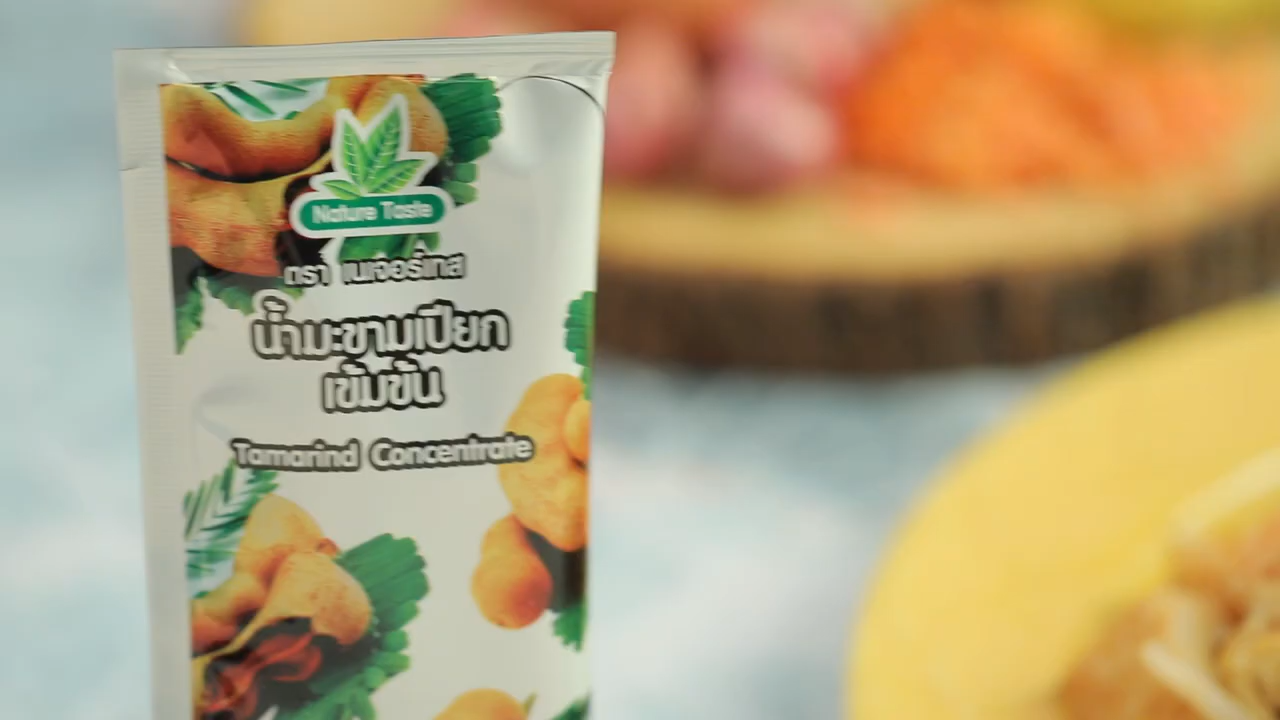 Nature Taste
ตรา เนเจอร์เทส
น้ำมะขามเปียก
เข้มข้น
Tamarind Concentrate